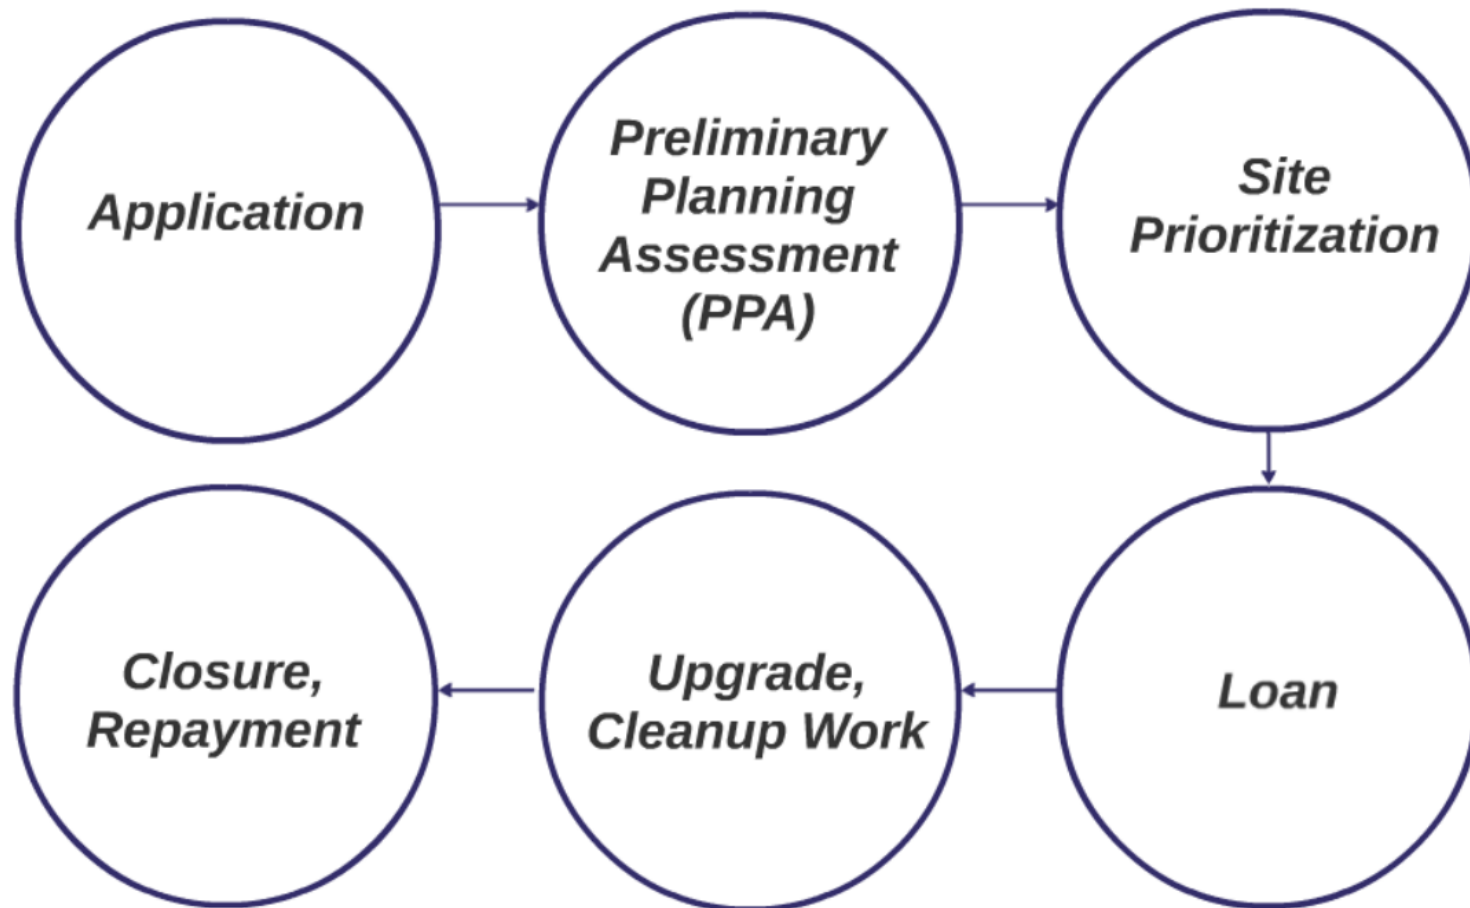 Application
Preliminary
Planning
Assessment
(PPA)
Site
Prioritization
Loan
Upgrade,
Cleanup Work
Closure,
Repayment